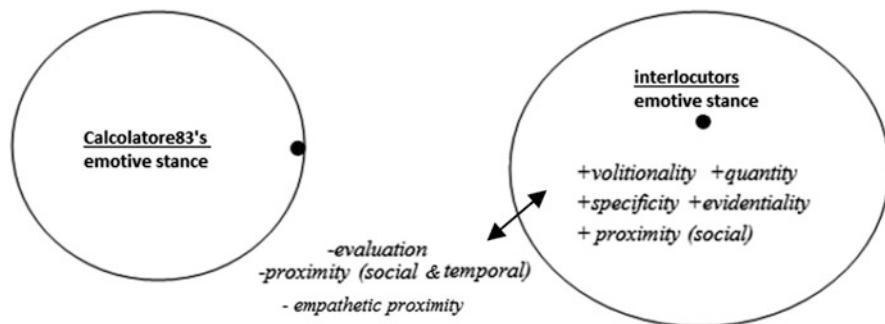 Calcolatore83's
emotive stance
interlocutors
emotive stance
+volitionality +quantity
+specificity +evidentiality
+ proximity (social)
-evaluation
-proximity (social & temporal)
- empathetic proximity